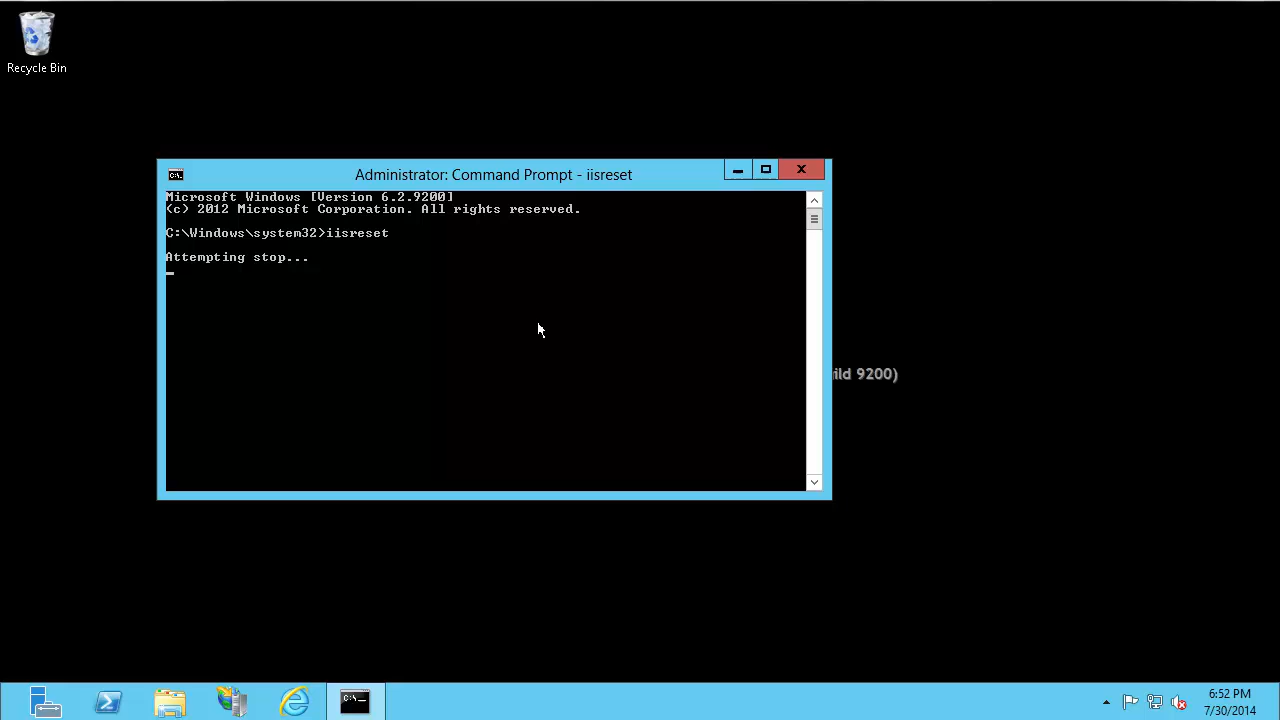 Recycle Bin
Administrator: Command Prompt - iisreset
Microsoft Windows [Version 6.2.9200]
(c) 2012 Microsoft Corporation. All rights reserved.
C:\Windows\system32>iisreset
Attempting stop...
ild 9200)
6:52 PM
7/30/2014